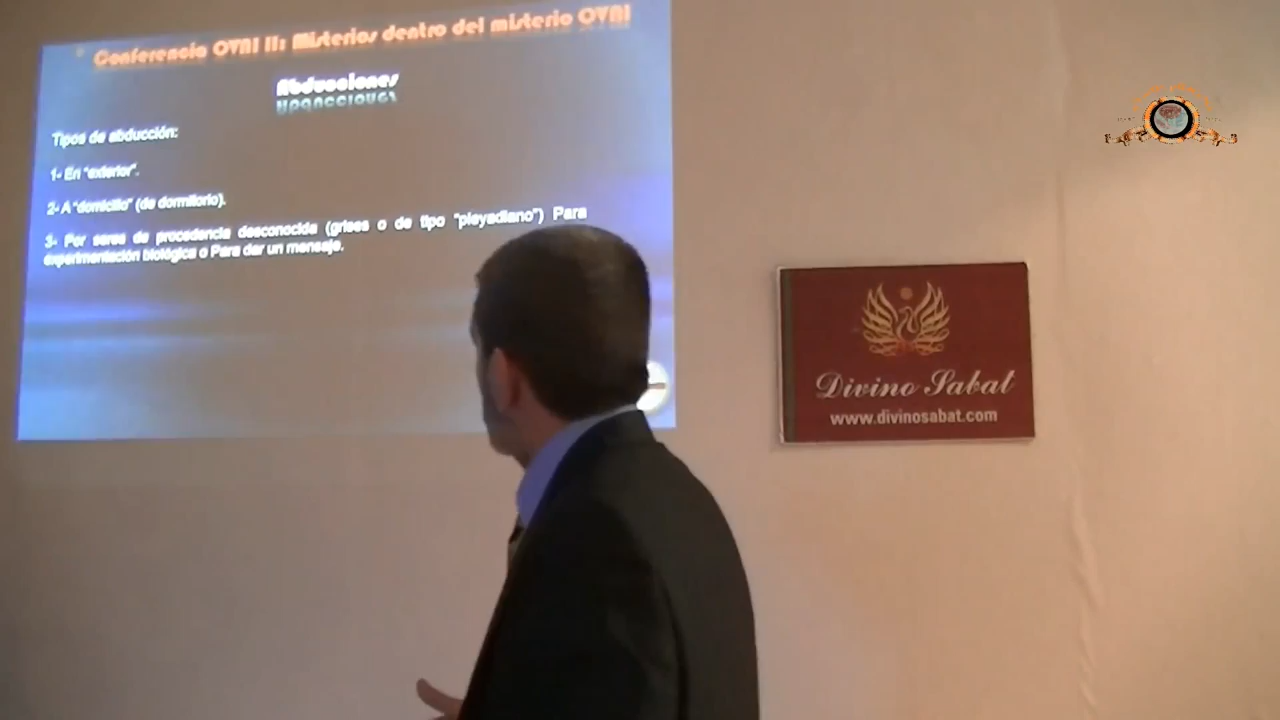 Conferencia OVNI II: Misterios dentro del misterio OVNI
Abducciones
Tipos de abducción:
1- En "exterior".
2- A "domicilio" (de dormitorio).
3- Por seres de procedencia desconocida (grises o de tipo "pleyadiano") Para
experimentación biológica o Para dar un mensaje.
Divino Sabat
www.divinosabat.com